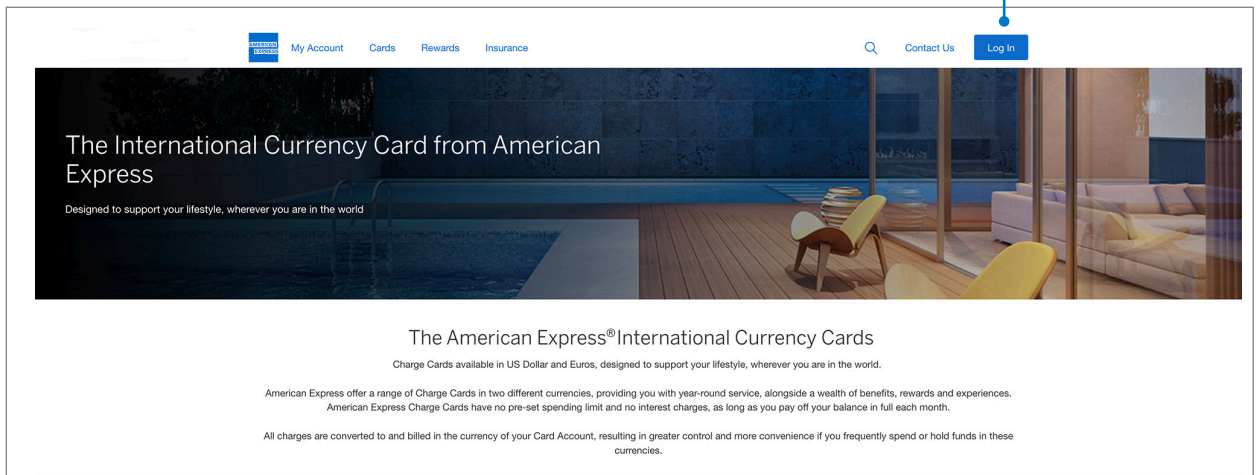 AMERICAN
EXPRESS
My Account
Cards
Rewards
Insurance
Contact Us
Log In
The International Currency Card from American
Express
Designed to support your lifestyle, wherever you are in the world
The American Express®International Currency Cards
Charge Cards available in US Dollar and Euros, designed to support your lifestyle, wherever you are in the world.
American Express offer a range of Charge Cards in two different currencies, providing you with year-round service, alongside a wealth of benefits, rewards and experiences.
American Express Charge Cards have no pre-set spending limit and no interest charges, as long as you pay off your balance in full each month.
All charges are converted to and billed in the currency of your Card Account, resulting in greater control and more convenience if you frequently spend or hold funds in these
currencies.